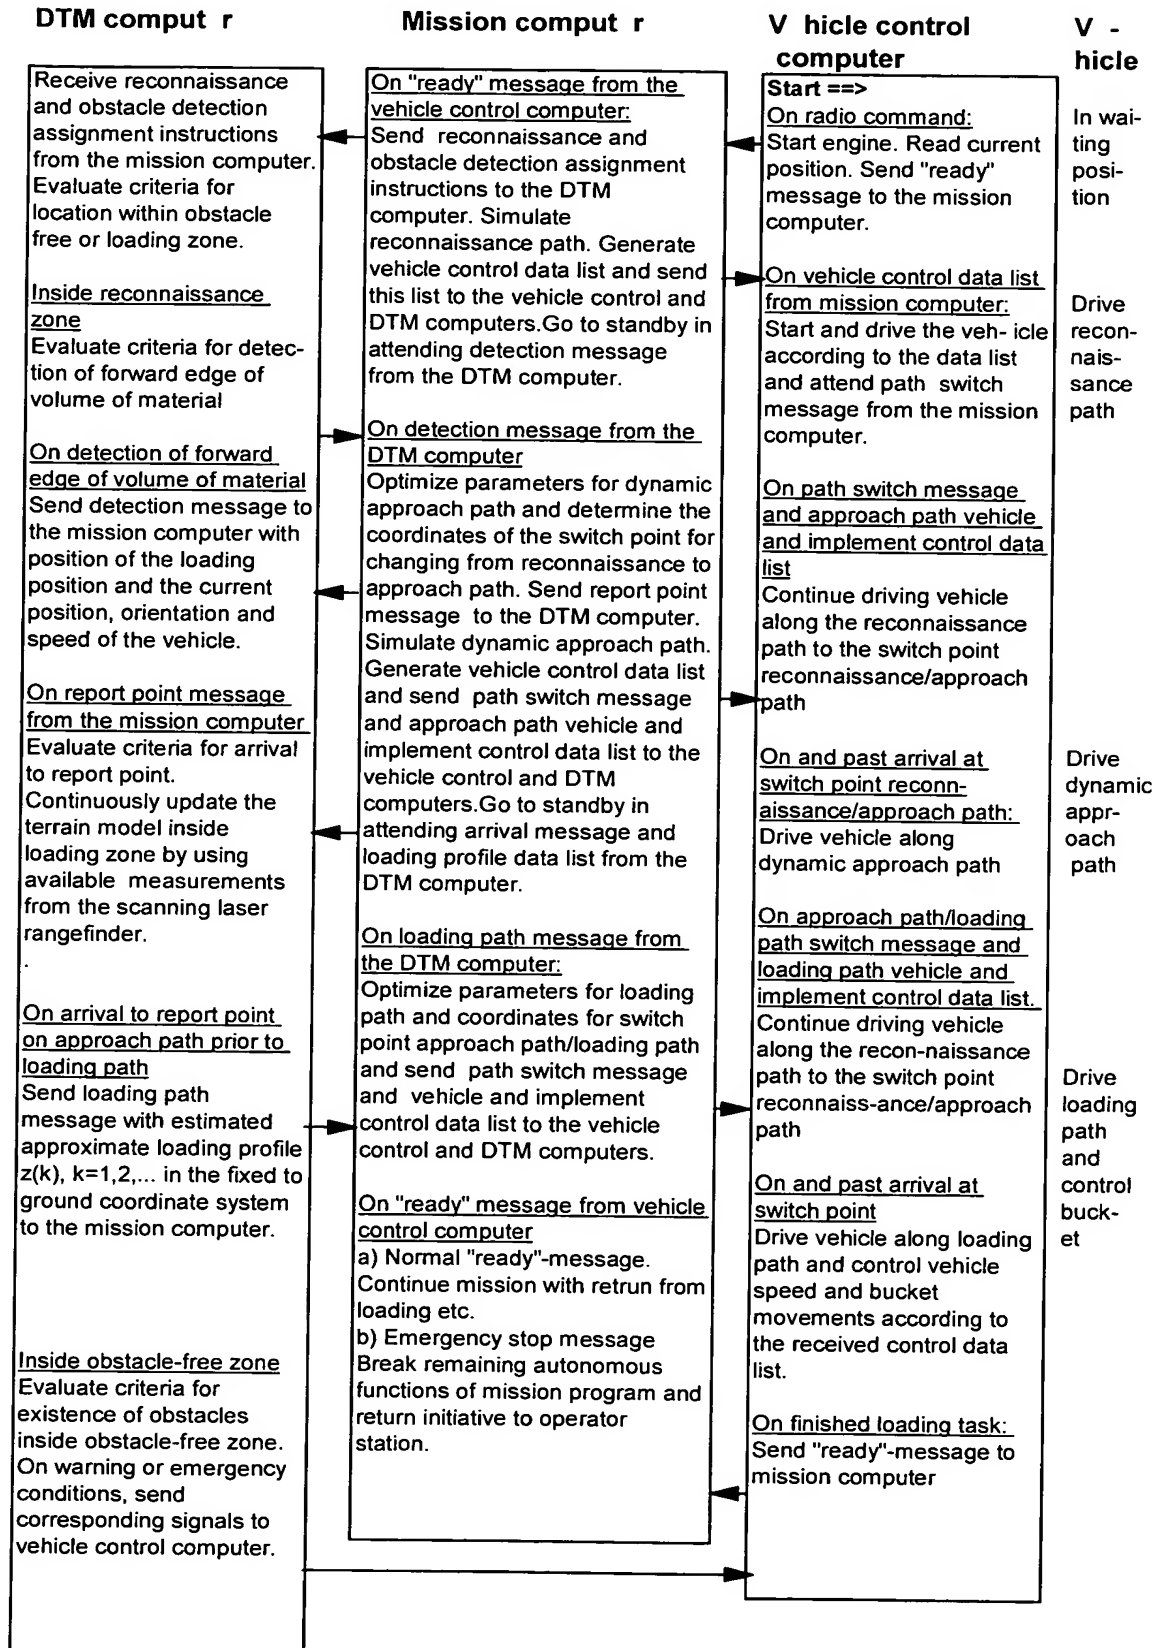 DTM comput r
Receive reconnaissance
and obstacle detection
assignment instructions
from the mission computer.
Evaluate criteria for
location within obstacle
free or loading zone.
Inside reconnaissance
zone
Evaluate criteria for detec-
tion of forward edge of
volume of material
On detection of forward
edge of volume of material
Send detection message to
the mission computer with
position of the loading
position and the current
position, orientation and
speed of the vehicle.
On report point message
from the mission computer
Evaluate criteria for arrival
to report point.
Continuously update the
terrain model inside
loading zone by using
available measurements
from the scanning laser
rangefinder.
.
On arrival to report point
on approach path prior to
loading path
Send loading path
message with estimated
approximate loading profile
z(k), k=1,2,... in the fixed to
ground coordinate system
to the mission computer.
Inside obstacle-free zone
Evaluate criteria for
existence of obstacles
inside obstacle-free zone.
On warning or emergency
conditions, send
corresponding signals to
vehicle control computer.
Mission comput r
On "ready" message from the
vehicle control computer:
Send reconnaissance and
obstacle detection assignment
instructions to the DTM
computer. Simulate
reconnaissance path. Generate
vehicle control data list and send
this list to the vehicle control and
DTM computers.Go to standby in
attending detection message
from the DTM computer.
On detection message from the
DTM computer
Optimize parameters for dynamic
approach path and determine the
coordinates of the switch point for
changing from reconnaissance to
approach path. Send report point
message to the DTM computer.
Simulate dynamic approach path.
Generate vehicle control data list
and send path switch message
and approach path vehicle and
implement control data list to the
vehicle control and DTM
computers.Go to standby in
attending arrival message and
loading profile data list from the
DTM computer.
On loading path message from
the DTM computer:
Optimize parameters for loading
path and coordinates for switch
point approach path/loading path
and send path switch message
and vehicle and implement
control data list to the vehicle
control and DTM computers.
On "ready" message from vehicle
control computer
a) Normal "ready"-message.
Continue mission with retrun from
loading etc.
b) Emergency stop message
Break remaining autonomous
functions of mission program and
return initiative to operator
station.
V hicle control
computer
Start ==>
On radio command:
Start engine. Read current
position. Send "ready"
message to the mission
computer.
On vehicle control data list
from mission computer:
Start and drive the veh- icle
according to the data list
and attend path switch
message from the mission
computer.
On path switch message
and approach path vehicle
and implement control data
list
Continue driving vehicle
along the reconnaissance
path to the switch point
reconnaissance/approach
path
On and past arrival at
switch point reconn-
aissance/approach path:
Drive vehicle along
dynamic approach path
On approach path/loading
path switch message and
loading path vehicle and
implement control data list.
Continue driving vehicle
along the recon-naissance
path to the switch point
reconnaiss-ance/approach
path
On and past arrival at
switch point
Drive vehicle along loading
path and control vehicle
speed and bucket
movements according to
the received control data
list.
On finished loading task:
Send "ready"-message to
mission computer
V -
hicle
In wai-
ting
posi-
tion
Drive
recon-
nais-
sance
path
Drive
dynamic
appr-
oach
path
Drive
loading
path
and
control
buck-
et